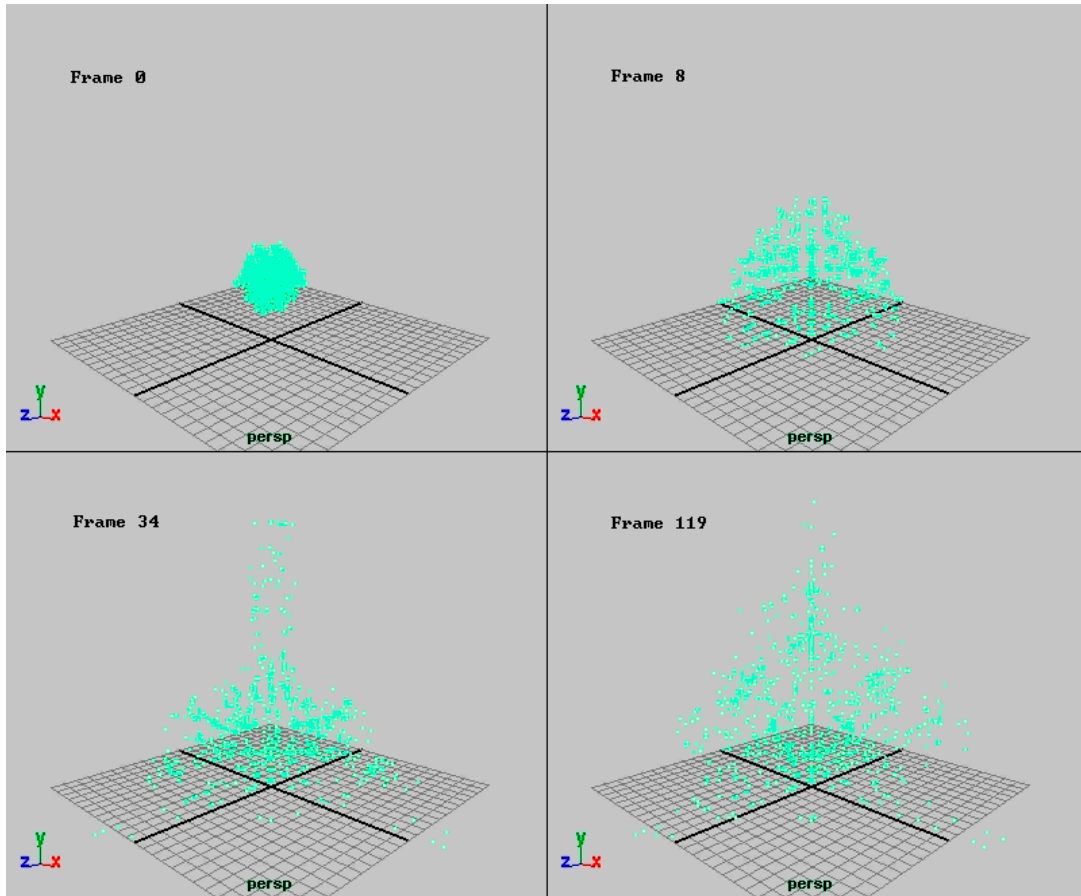 Frame 0
y
z x
persp
Frame 8
y
z x
persp
Frame 34
y
z x
persp
Frame 119
y
z x
persp